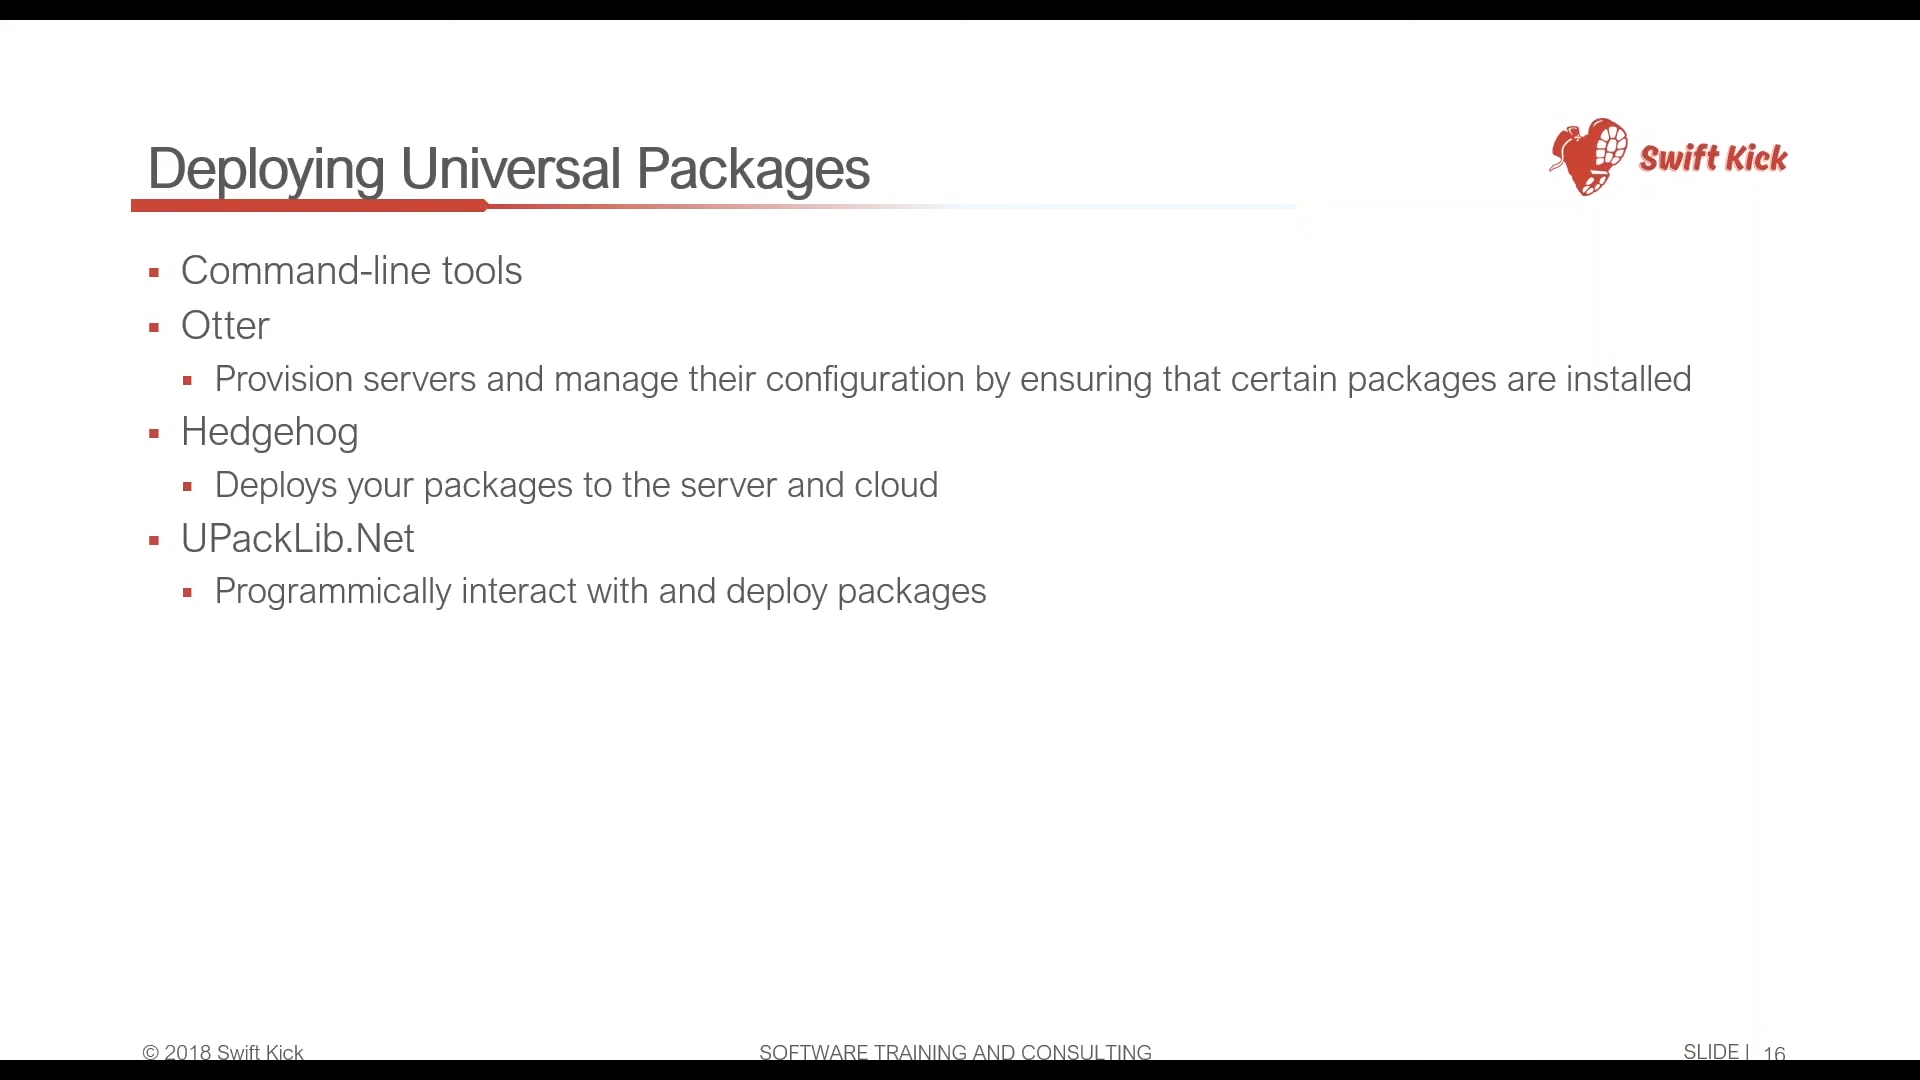 Deploying Universal Packages
Swift Kick
Command-line tools
Otter
Provision servers and manage their configuration by ensuring that certain packages are installed
Hedgehog
Deploys your packages to the server and cloud
UPackLib.Net
Programmically interact with and deploy packages
© 2018 Swift Kick
SOFTWARE TRAINING AND CONSULTING
SLIDE | 16